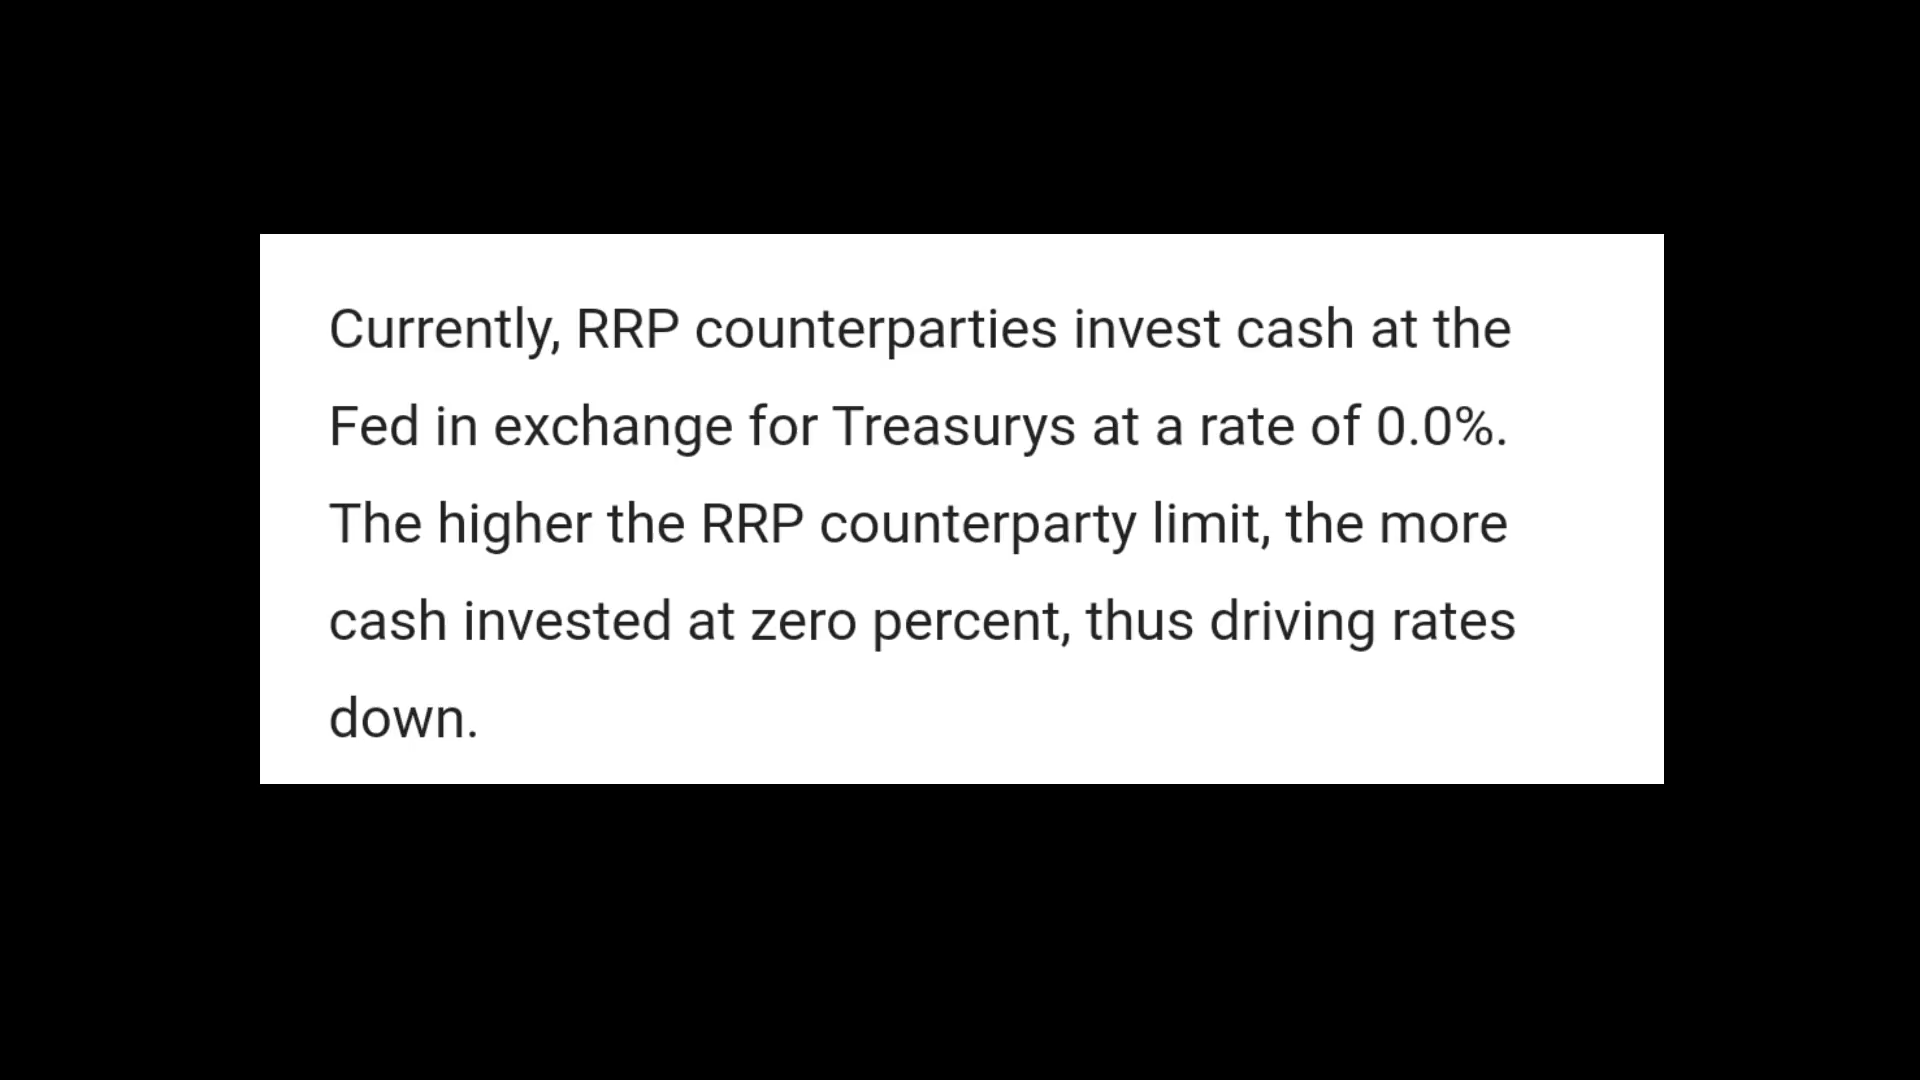 Currently, RRP counterparties invest cash at the
Fed in exchange for Treasurys at a rate of 0.0%.
The higher the RRP counterparty limit, the more
cash invested at zero percent, thus driving rates
down.